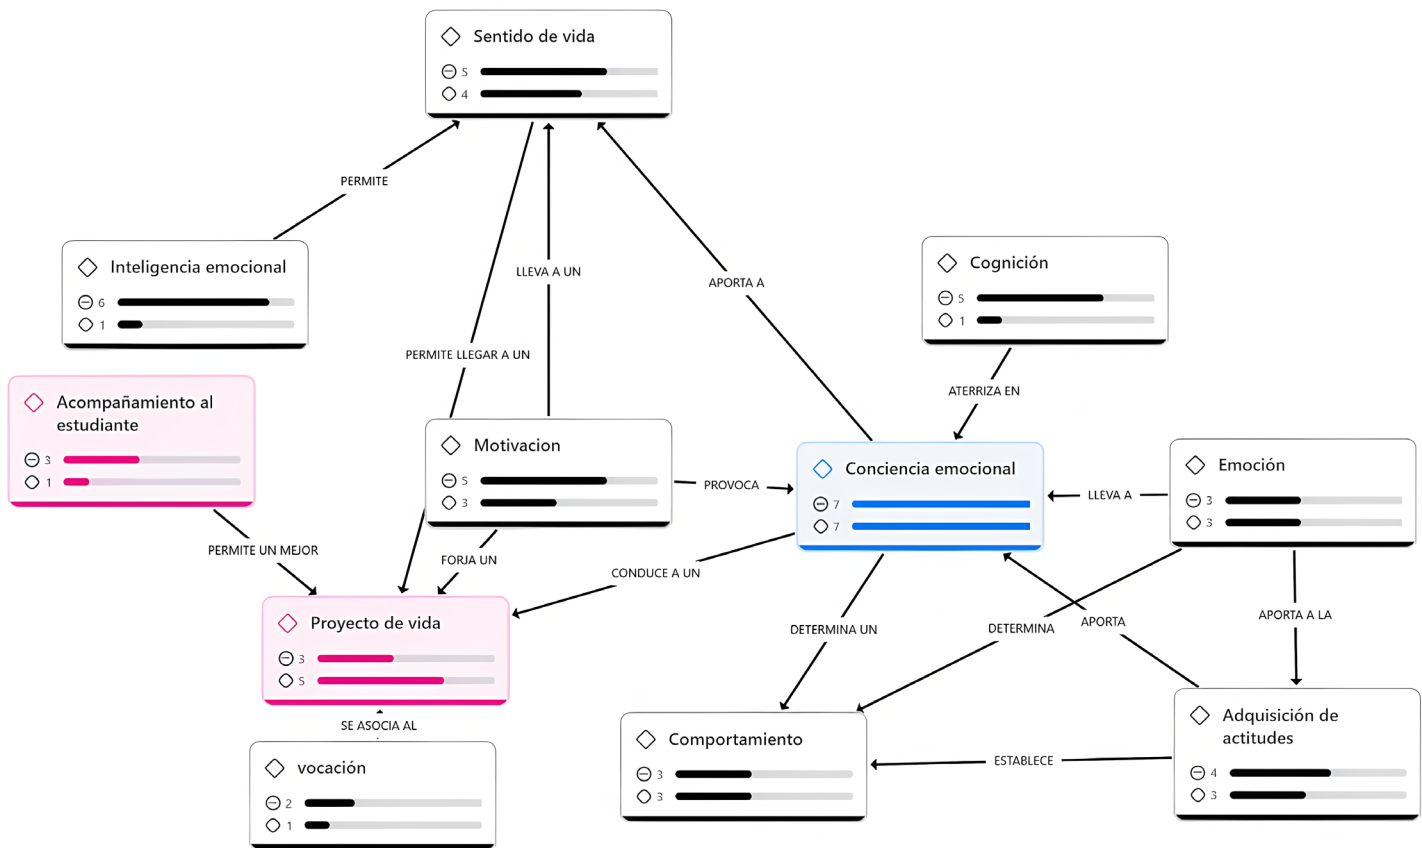 Sentido de vida
5
4
PERMITE
Inteligencia emocional
6
1
LLEVA A UN
APORTA A
Cognición
5
1
PERMITE LLEGAR A UN
ATERRIZA EN
Acompañamiento al
estudiante
3
1
Motivacion
5
3
PROVOCA
Conciencia emocional
7
7
LLEVA A
Emoción
3
3
PERMITE UN MEJOR
FORJA UN
CONDUCE A UN
Proyecto de vida
3
5
DETERMINA UN
DETERMINA
APORTA
APORTA A LA
SE ASOCIA AL
vocación
2
1
Comportamiento
3
3
ESTABLECE
Adquisición de
actitudes
4
3